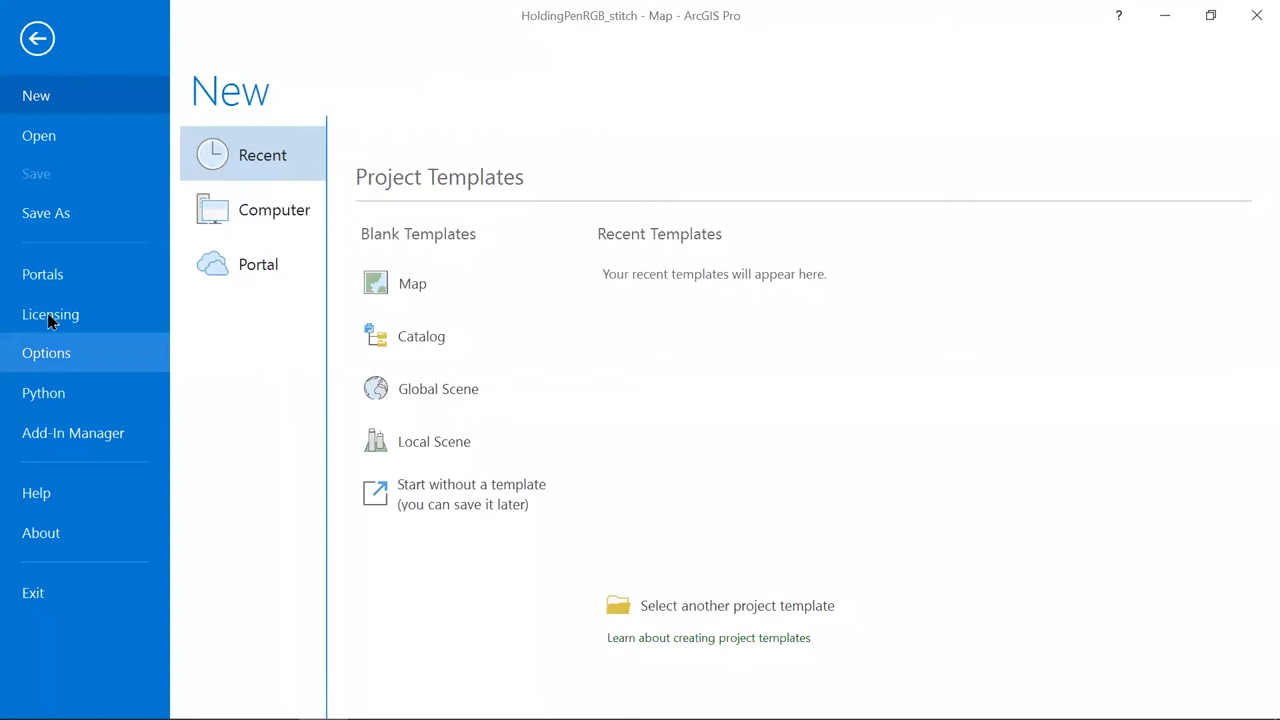 HoldingPenRGB_stitch - Map - ArcGIS Pro
?
New
Open
Save
Save As
Portals
Licensing
Options
Python
Add-In Manager
Help
About
Exit
New
Recent
Computer
Portal
Project Templates
Blank Templates
Map
Catalog
Global Scene
Local Scene
Start without a template
(you can save it later)
Recent Templates
Your recent templates will appear here.
Select another project template
Learn about creating project templates